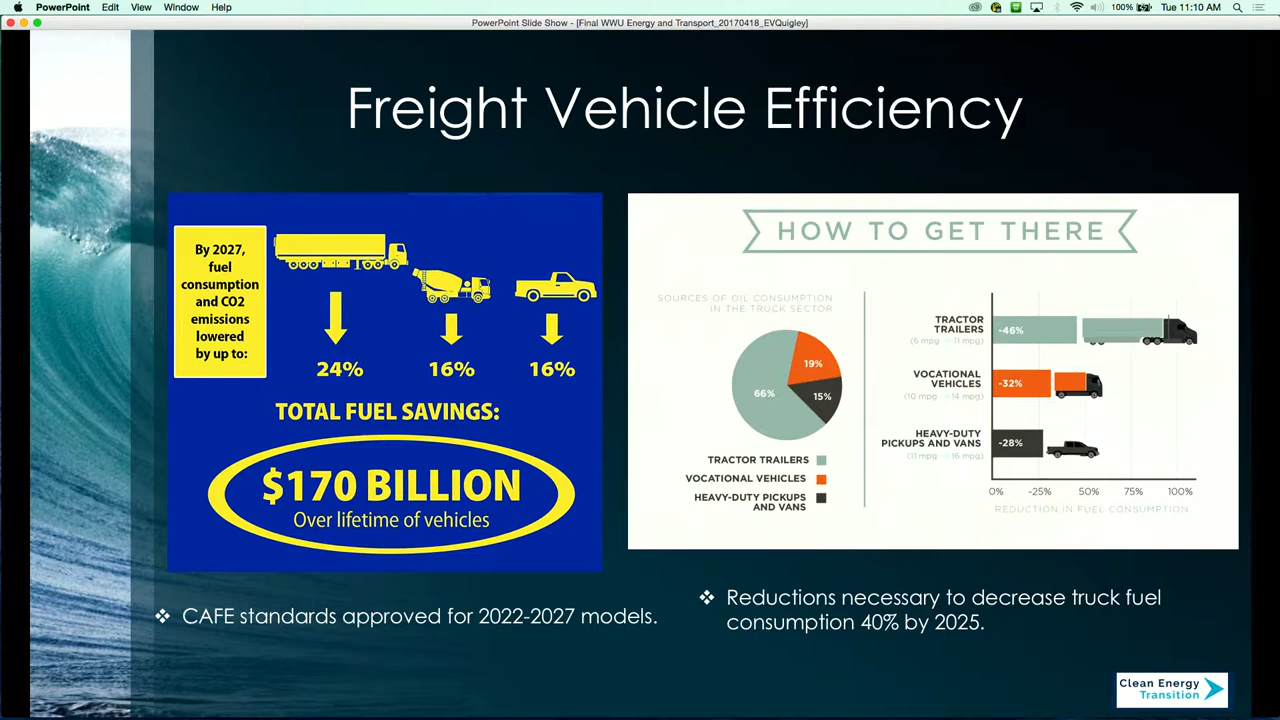 PowerPoint Edit View Window Help
100% Tue 11:10 AM
PowerPoint Slide Show - [Final WWU Energy and Transport_20170418_EVQuigley]
Freight Vehicle Efficiency
By 2027,
fuel
consumption
and CO2
emissions
lowered
by up to:
24%
16%
16%
TOTAL FUEL SAVINGS:
$170 BILLION
Over lifetime of vehicles
CAFE standards approved for 2022-2027 models.
HOW TO GET THERE
SOURCES OF OIL CONSUMPTION
IN THE TRUCK SECTOR
19%
66%
15%
TRACTOR TRAILERS
VOCATIONAL VEHICLES
HEAVY-DUTY PICKUPS
AND VANS
TRACTOR
TRAILERS
(6 mpg 11 mpg)
-46%
VOCATIONAL
VEHICLES
(10 mpg 14 mpg)
-32%
HEAVY-DUTY
PICKUPS AND VANS
(11 mpg 16 mpg)
-28%
0% -25% 50% 75% 100%
REDUCTION IN FUEL CONSUMPTION
Reductions necessary to decrease truck fuel
consumption 40% by 2025.
Clean Energy
Transition